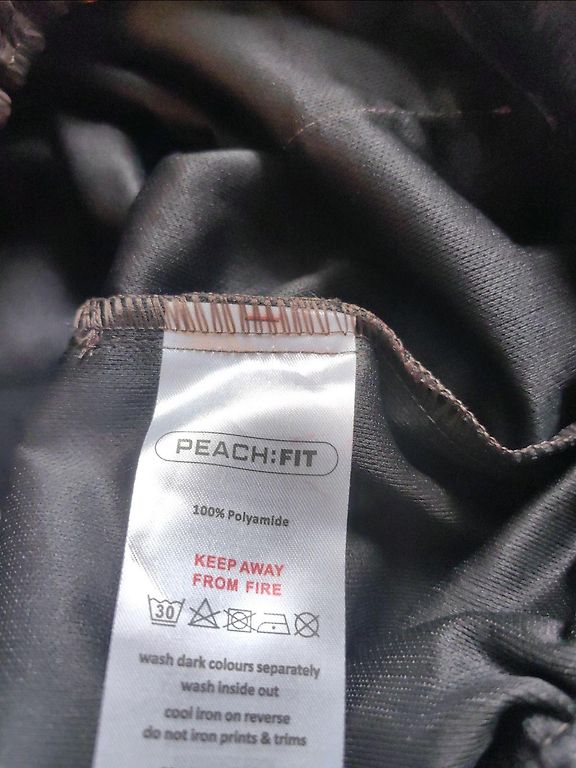 PEACH:FIT
100% Polyamide
KEEP AWAY
FROM FIRE
30
wash dark colours separately
wash inside out
cool iron on reverse
do not iron prints & trims